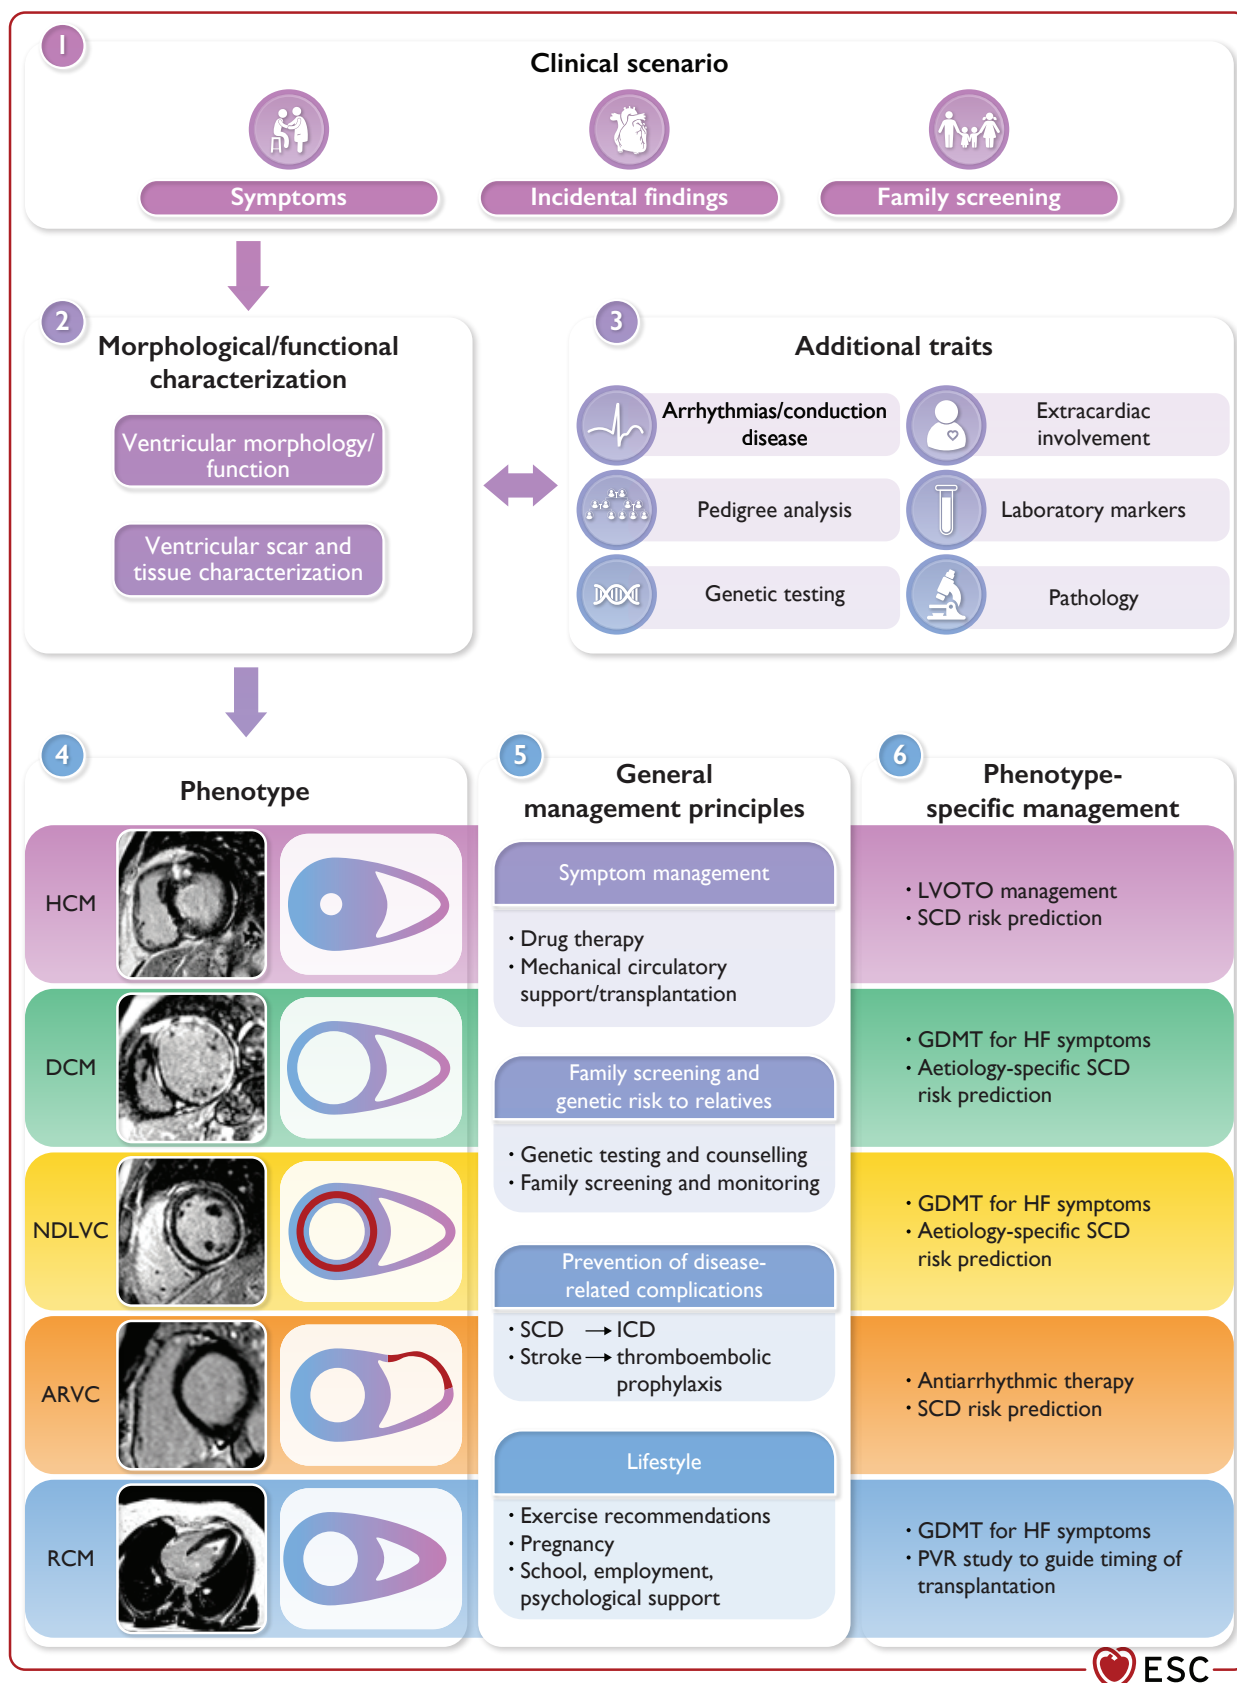 1
Clinical scenario
Symptoms
Incidental findings
Family screening
2
Morphological/functional
characterization
Ventricular morphology/
function
Ventricular scar and
tissue characterization
3
Additional traits
Arrhythmias/conduction
disease
Extracardiac
involvement
Pedigree analysis
Laboratory markers
Genetic testing
Pathology
4
Phenotype
HCM
DCM
NDLVC
ARVC
RCM
5
General
management principles
Symptom management
• Drug therapy
• Mechanical circulatory
support/transplantation
Family screening and
genetic risk to relatives
• Genetic testing and counselling
• Family screening and monitoring
Prevention of disease-
related complications
• SCD → ICD
• Stroke → thromboembolic
prophylaxis
Lifestyle
• Exercise recommendations
• Pregnancy
• School, employment,
psychological support
6
Phenotype-
specific management
• LVOTO management
• SCD risk prediction
• GDMT for HF symptoms
• Aetiology-specific SCD
risk prediction
• GDMT for HF symptoms
• Aetiology-specific SCD
risk prediction
• Antiarrhythmic therapy
• SCD risk prediction
• GDMT for HF symptoms
• PVR study to guide timing of
transplantation
ESC